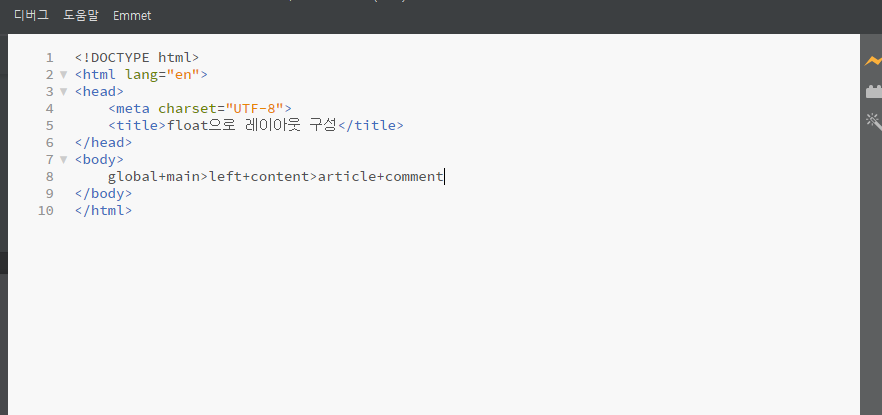 디버그 도움말 Emmet
1 <!DOCTYPE html>
2 <html lang="en">
3 <head>
4 <meta charset="UTF-8">
5 <title>float으로 레이아웃 구성</title>
6 </head>
7 <body>
8 global+main>left+content>article+comment
9 </body>
10 </html>